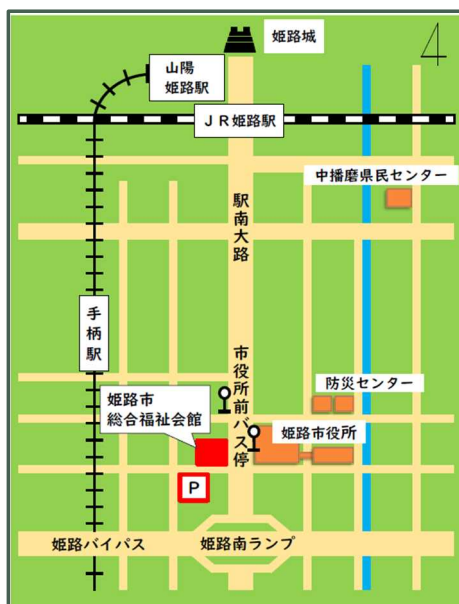 姫路城
山陽
姫路駅
JR姫路駅
中播磨県民センター
駅南大路
手柄駅
市役所前バス停
防災センター
姫路市
総合福祉会館
姫路市役所
P
姫路バイパス
姫路南ランプ